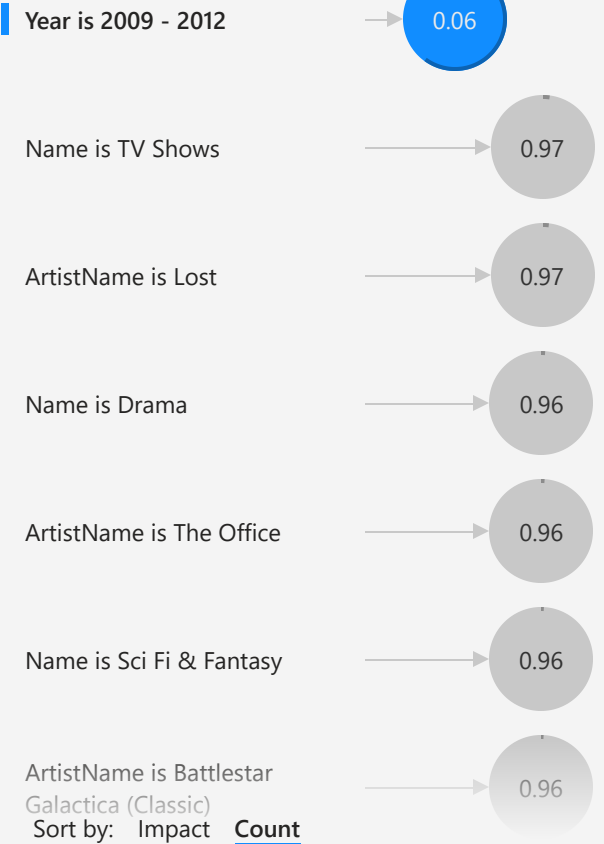 Year is 2009 - 2012 0.06
Name is TV Shows 0.97
ArtistName is Lost 0.97
Name is Drama 0.96
ArtistName is The Office 0.96
Name is Sci Fi & Fantasy 0.96
ArtistName is Battlestar
Galactica (Classic) 0.96
Sort by: Impact Count